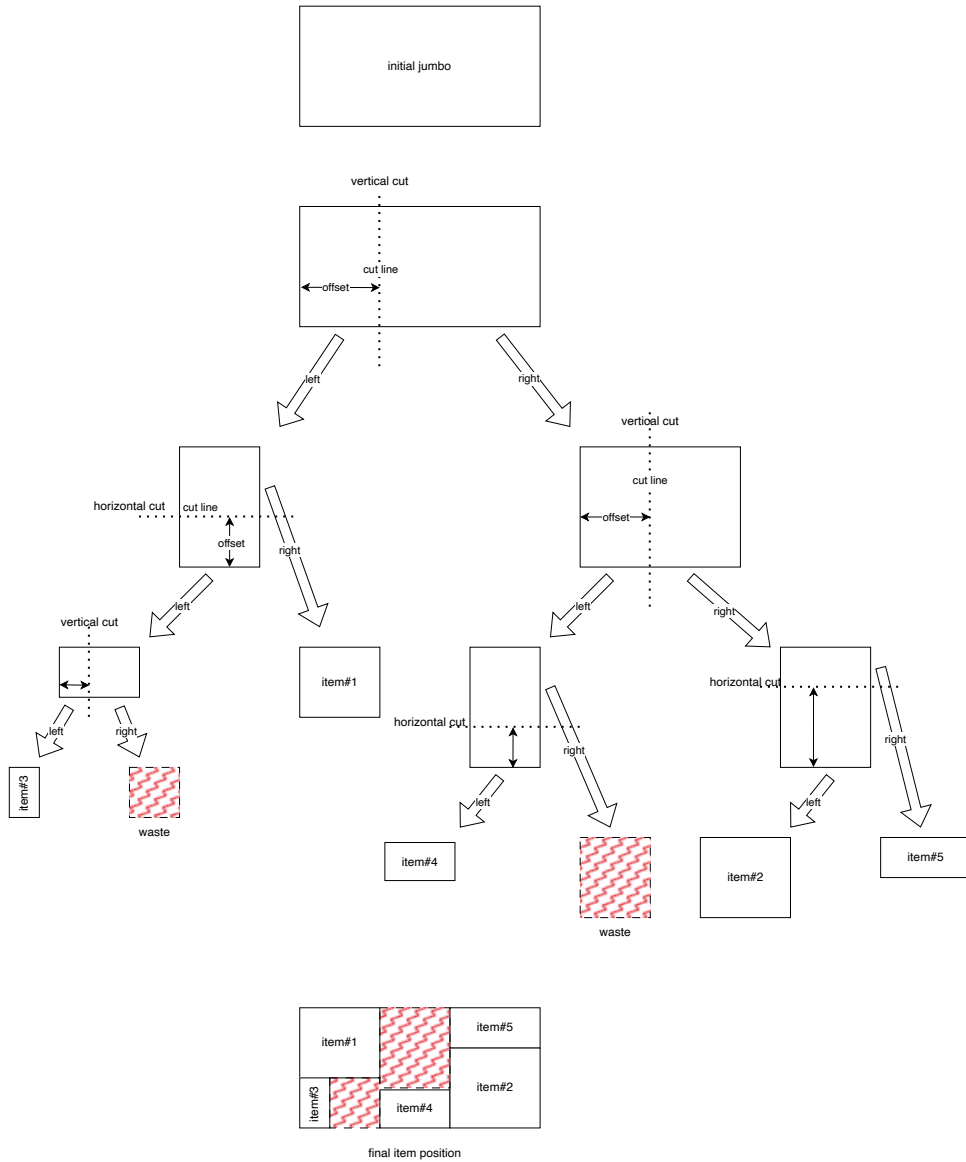 initial jumbo
vertical cut
cut line
offset
left
right
vertical cut
cut line
horizontal cut
cut line
offset
offset
right
left
left
right
vertical cut
item#1
horizontal cut
horizontal cut
left
right
right
right
item#3
left
left
waste
item#4
item#2
item#5
waste
item#1
item#5
item#2
item#3
item#4
final item position